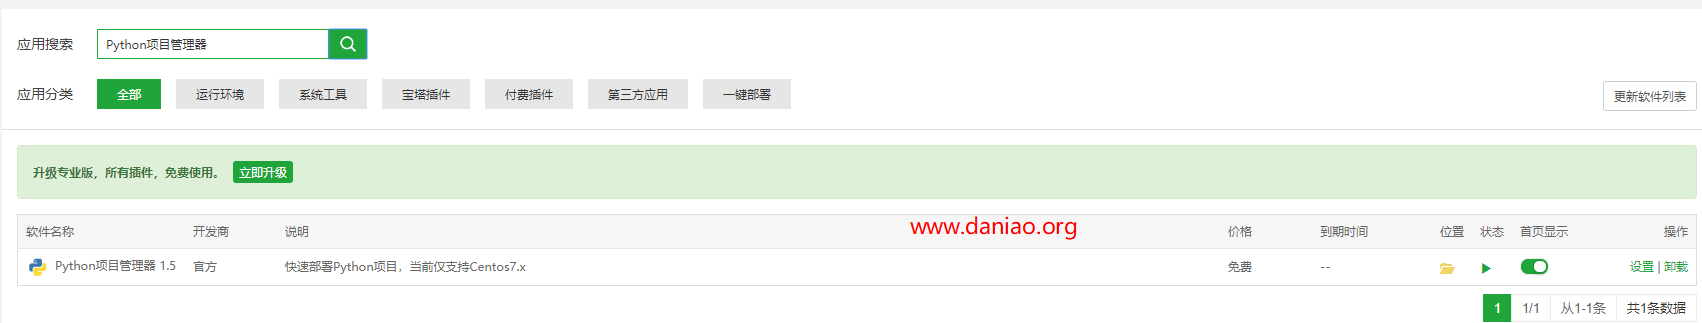 应用搜索 Python项目管理器
应用分类 全部 运行环境 系统工具 宝塔插件 付费插件 第三方应用 一键部署 更新软件列表
升级专业版，所有插件，免费使用。 立即升级
www.daniao.org
软件名称 开发商 说明 价格 到期时间 位置 状态 首页显示 操作
Python项目管理器 1.5 官方 快速部署Python项目，当前仅支持Centos7.x 免费 -- 设置 | 卸载
1 1/1 从1-1条 共1条数据